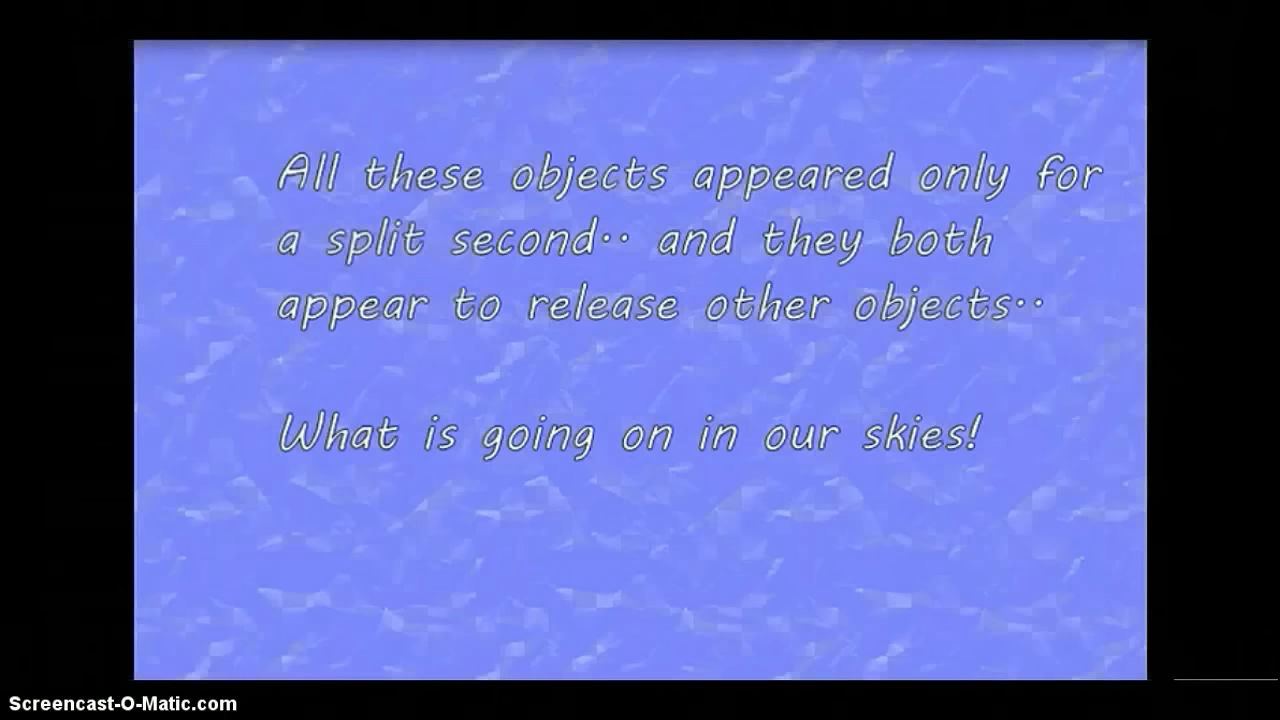 All these objects appeared only for
a split second.. and they both
appear to release other objects..
What is going on in our skies!
Screencast-O-Matic.com